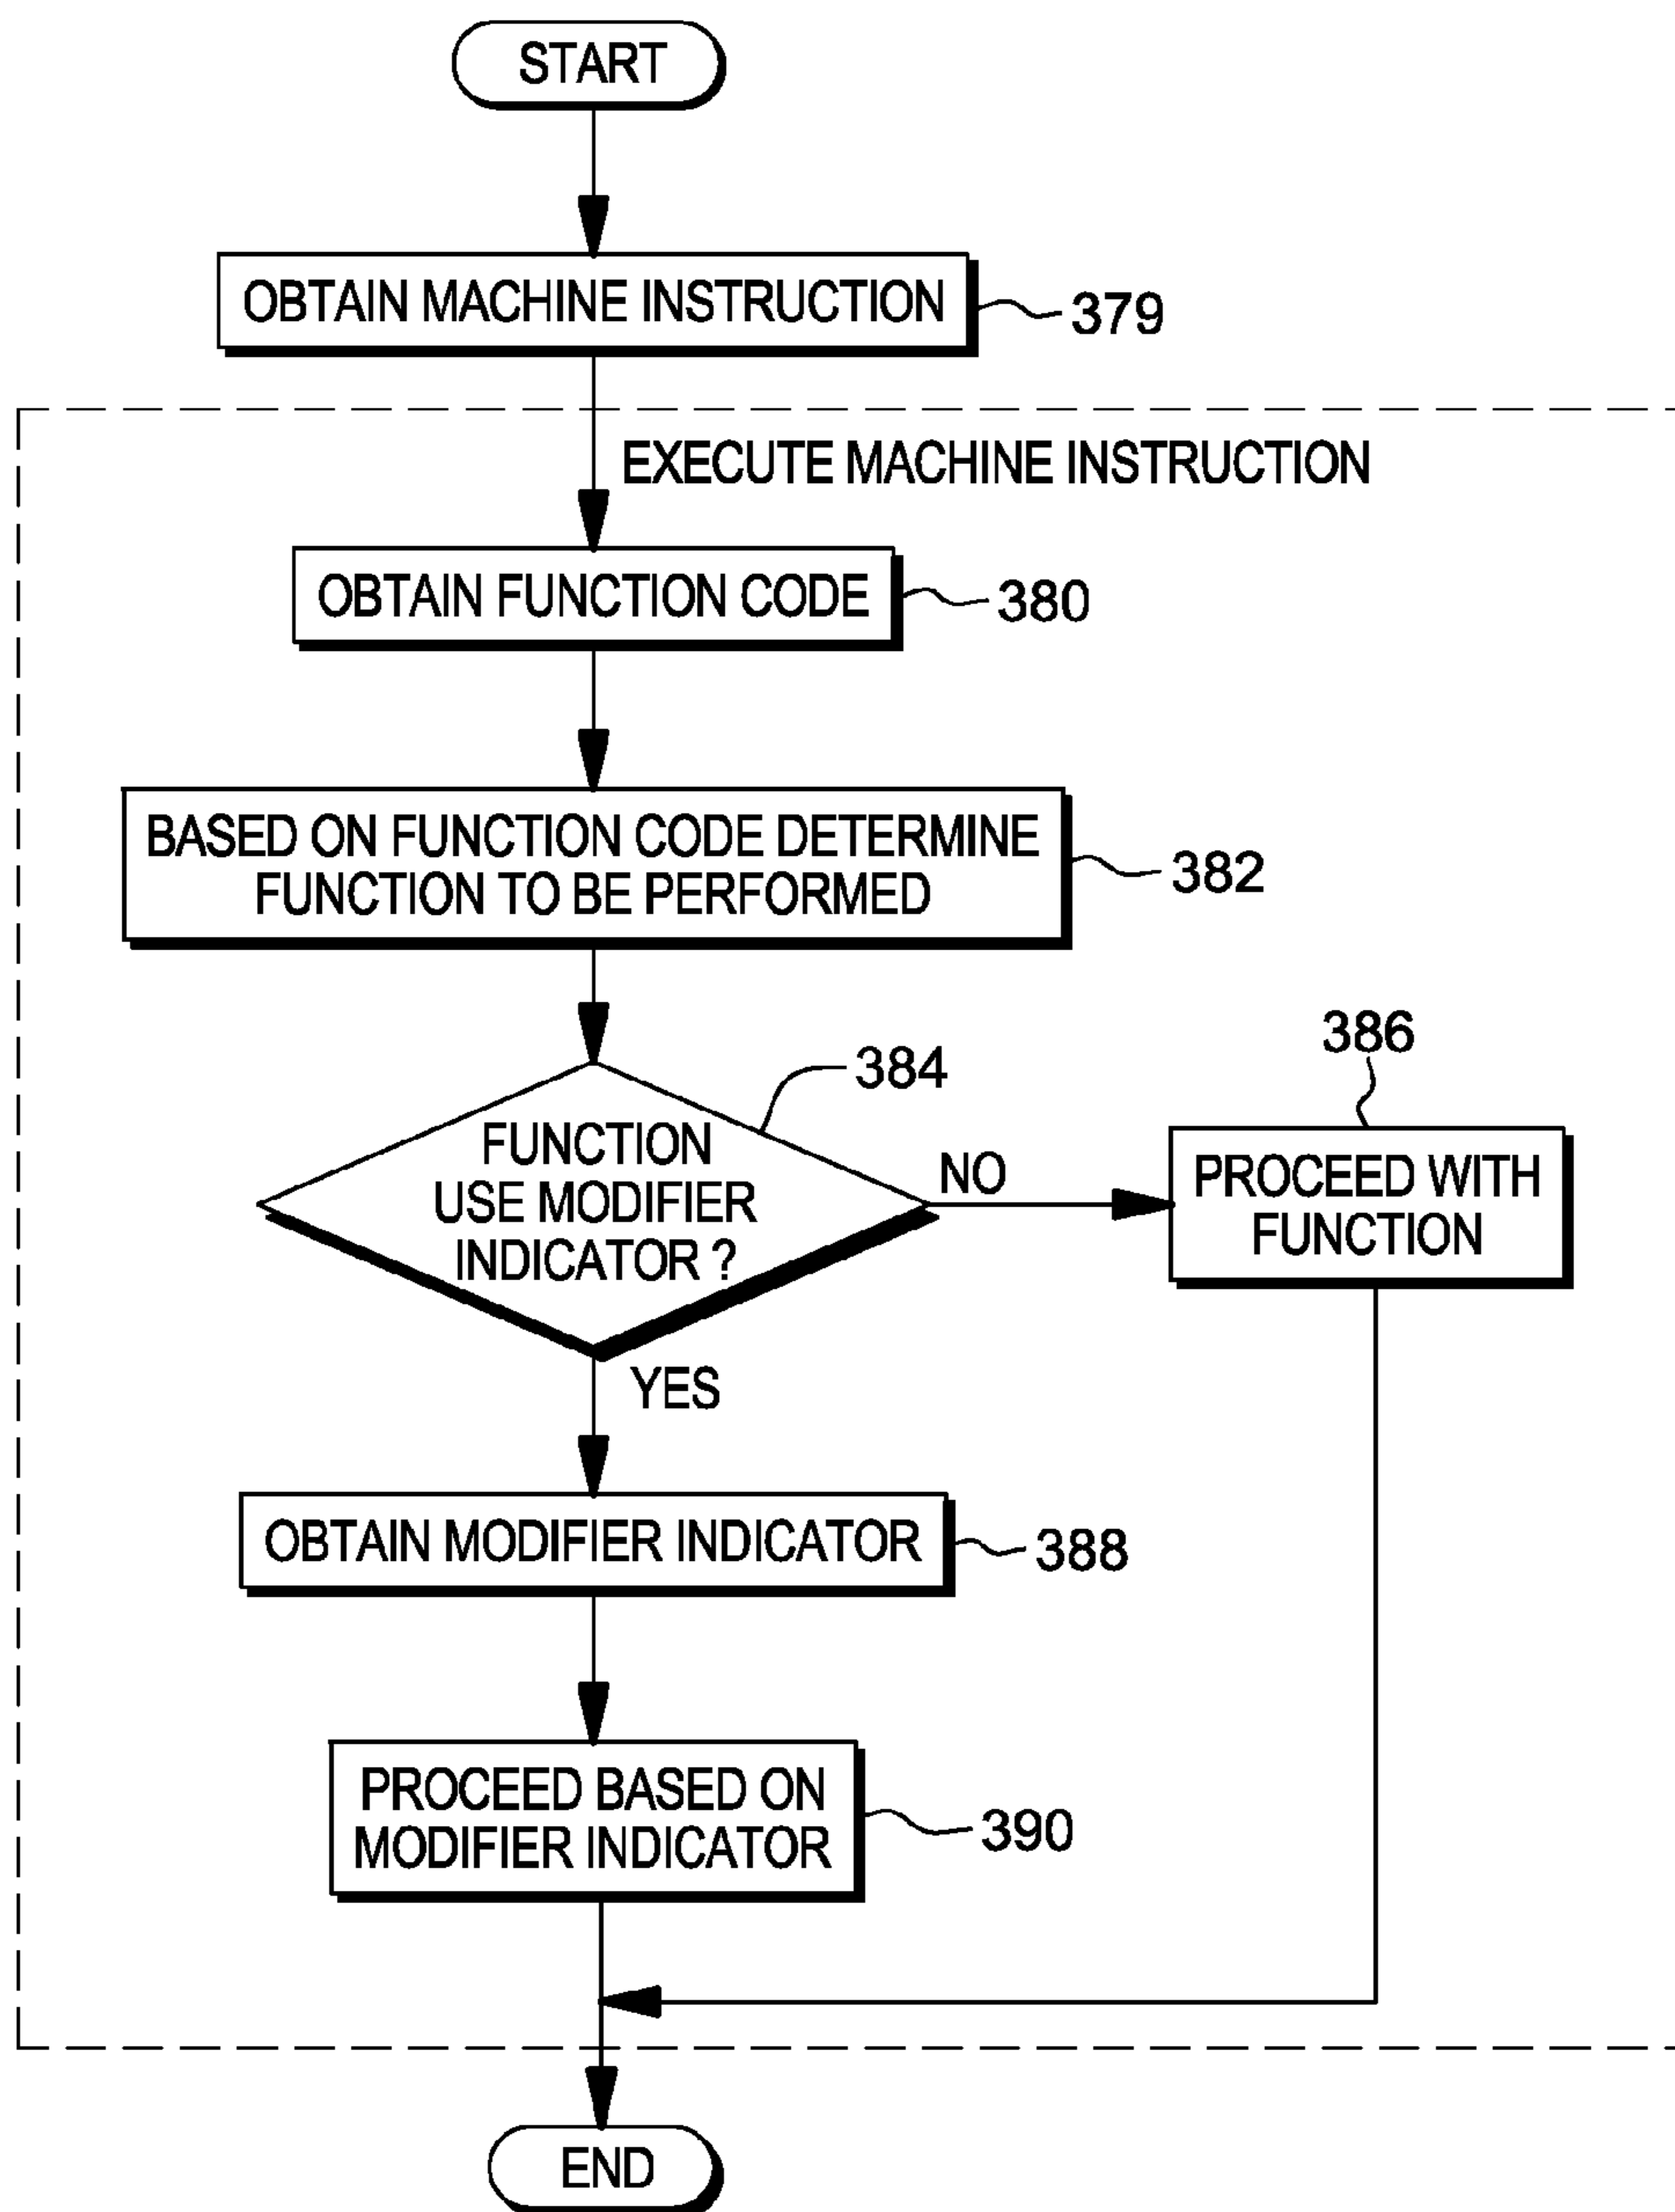 START
OBTAIN MACHINE INSTRUCTION
379
EXECUTE MACHINE INSTRUCTION
OBTAIN FUNCTION CODE
380
BASED ON FUNCTION CODE DETERMINE
FUNCTION TO BE PERFORMED
382
384
FUNCTION
USE MODIFIER
INDICATOR ?
NO
386
PROCEED WITH
FUNCTION
YES
OBTAIN MODIFIER INDICATOR
388
PROCEED BASED ON
MODIFIER INDICATOR
390
END